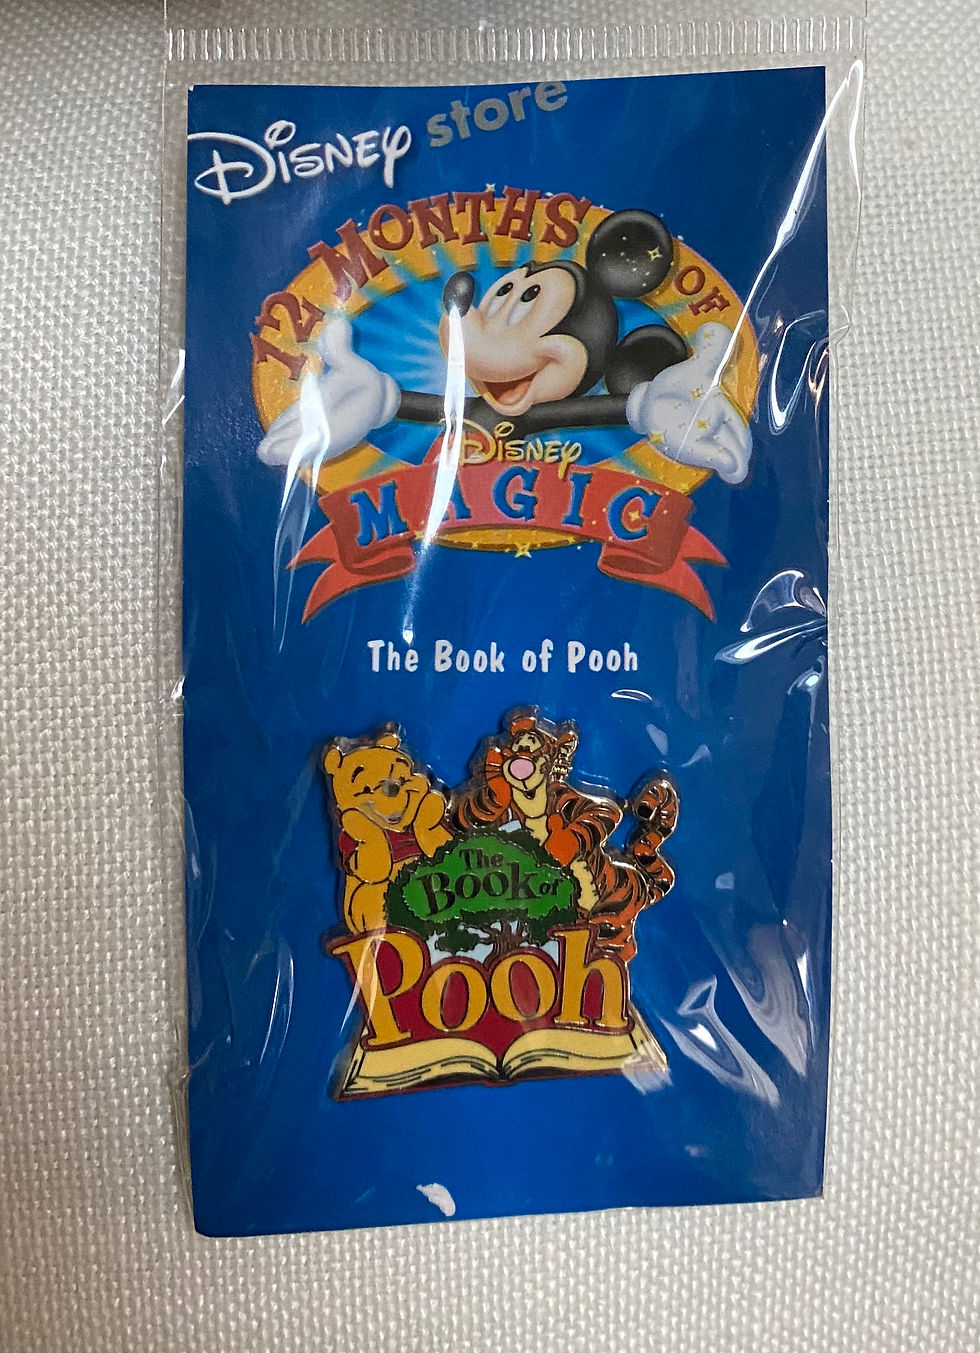 Disney store
12 MONTHS OF
Disney
MAGIC
The Book of Pooh
The
Book of
Pooh